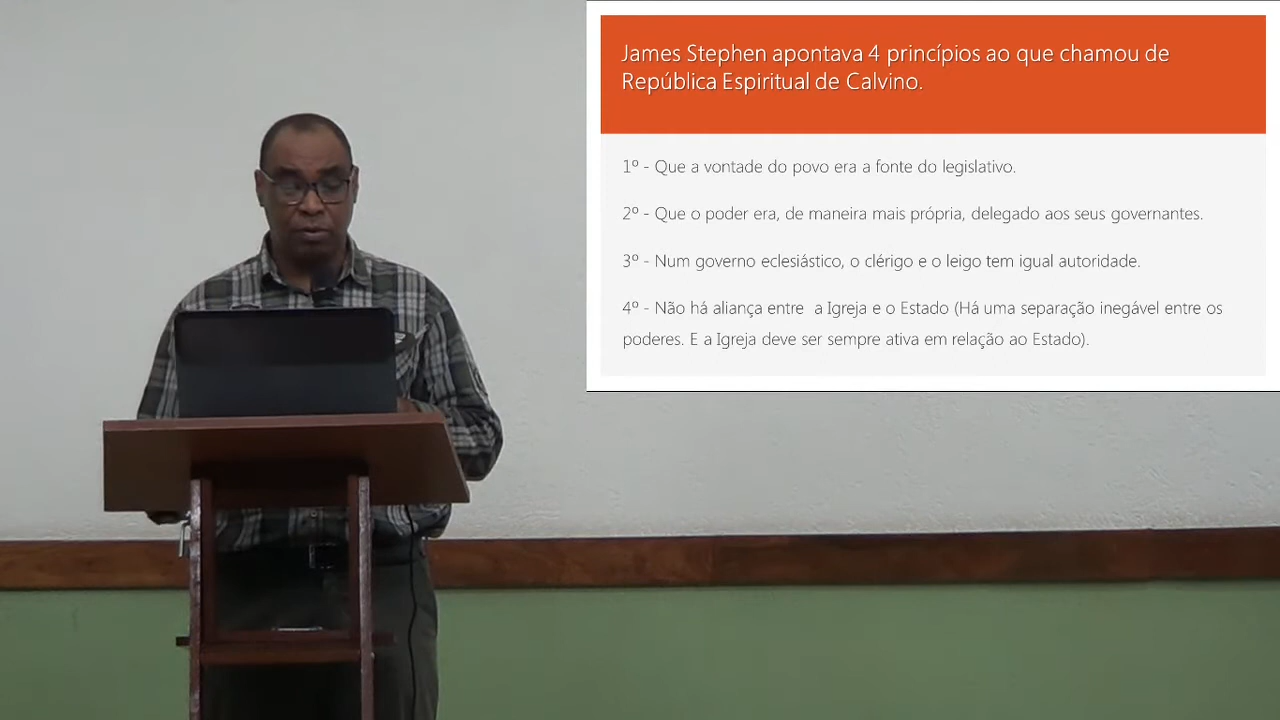 James Stephen apontava 4 princípios ao que chamou de
República Espiritual de Calvino.
1º - Que a vontade do povo era a fonte do legislativo.
2º - Que o poder era, de maneira mais própria, delegado aos seus governantes.
3º - Num governo eclesiástico, o clérigo e o leigo tem igual autoridade.
4º - Não há aliança entre  a Igreja e o Estado (Há uma separação inegável entre os
poderes. E a Igreja deve ser sempre ativa em relação ao Estado).